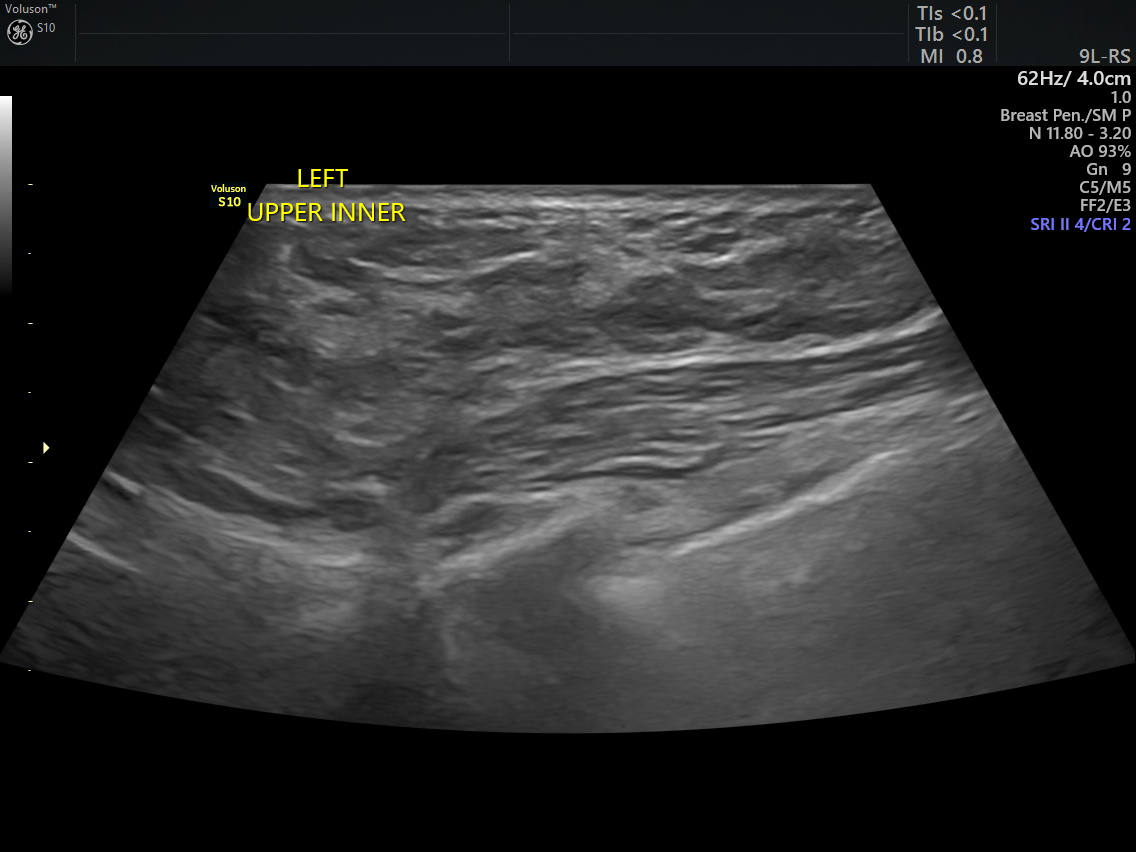 Voluson™
S10
TIs <0.1
TIb <0.1
MI 0.8
9L-RS
62Hz/ 4.0cm
1.0
Breast Pen./SM P
N 11.80 - 3.20
AO 93%
Gn 9
C5/M5
FF2/E3
SRI II 4/CRI 2
LEFT
Voluson
S10
UPPER INNER